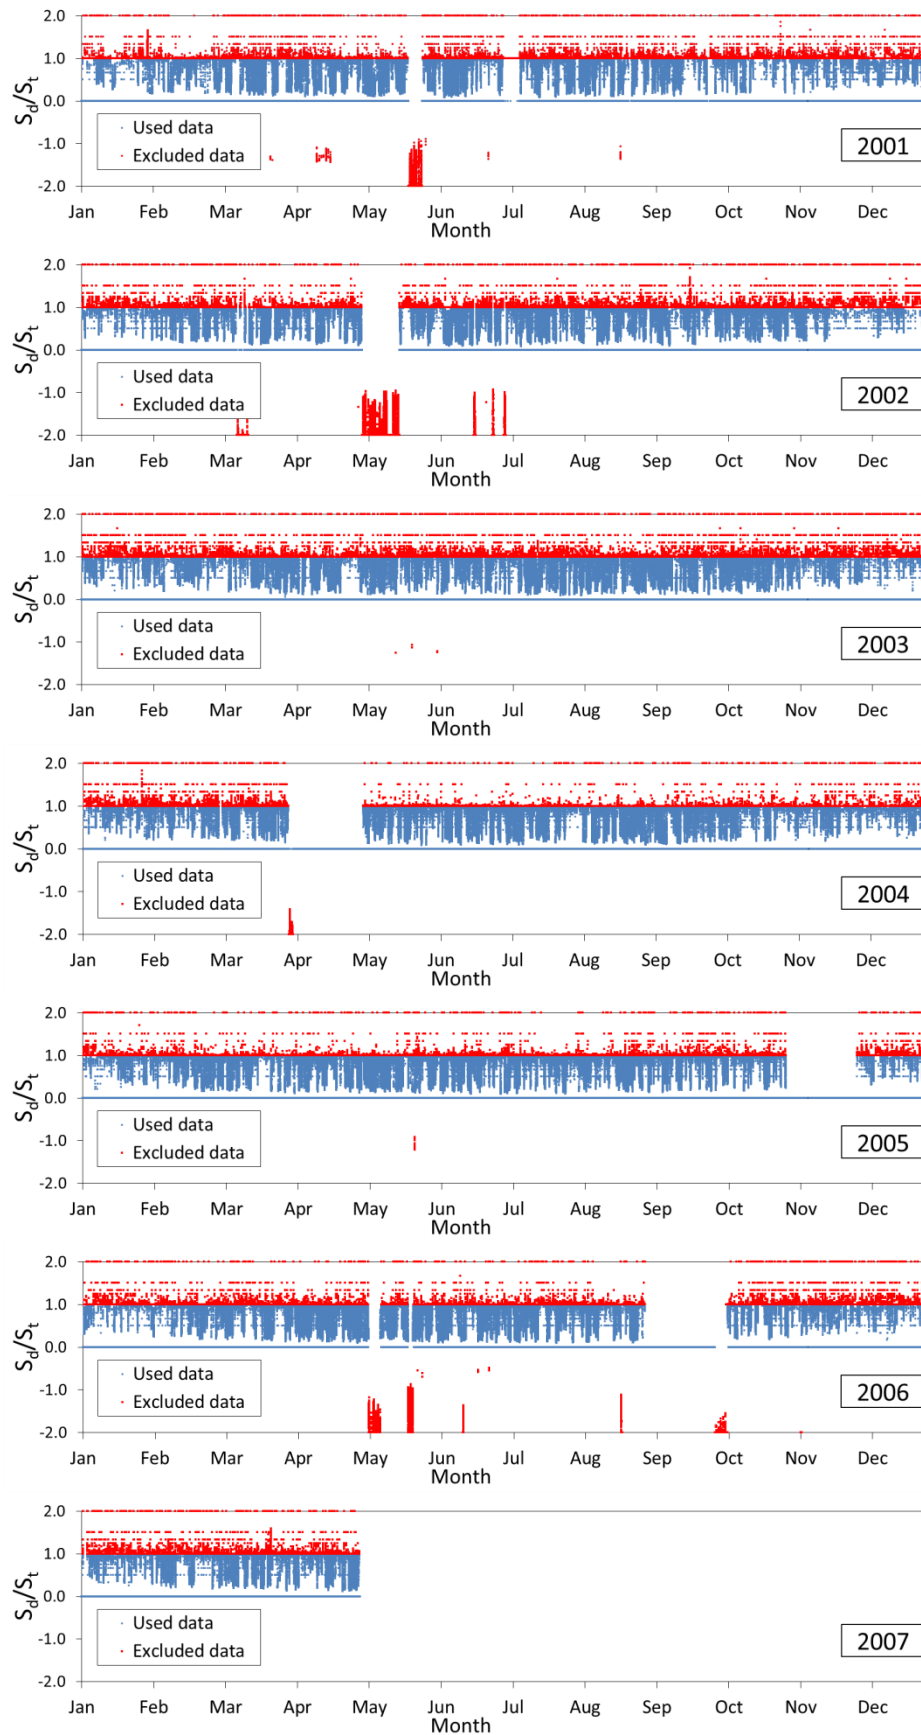 2.0
1.0
0.0
-1.0
-2.0
Sd/St
Used data
Excluded data
2001
Jan Feb Mar Apr May Jun Jul Aug Sep Oct Nov Dec
Month
2.0
1.0
0.0
-1.0
-2.0
Sd/St
Used data
Excluded data
2002
Jan Feb Mar Apr May Jun Jul Aug Sep Oct Nov Dec
Month
2.0
1.0
0.0
-1.0
-2.0
Sd/St
Used data
Excluded data
2003
Jan Feb Mar Apr May Jun Jul Aug Sep Oct Nov Dec
Month
2.0
1.0
0.0
-1.0
-2.0
Sd/St
Used data
Excluded data
2004
Jan Feb Mar Apr May Jun Jul Aug Sep Oct Nov Dec
Month
2.0
1.0
0.0
-1.0
-2.0
Sd/St
Used data
Excluded data
2005
Jan Feb Mar Apr May Jun Jul Aug Sep Oct Nov Dec
Month
2.0
1.0
0.0
-1.0
-2.0
Sd/St
Used data
Excluded data
2006
Jan Feb Mar Apr May Jun Jul Aug Sep Oct Nov Dec
Month
2.0
1.0
0.0
-1.0
-2.0
Sd/St
Used data
Excluded data
2007
Jan Feb Mar Apr May Jun Jul Aug Sep Oct Nov Dec
Month